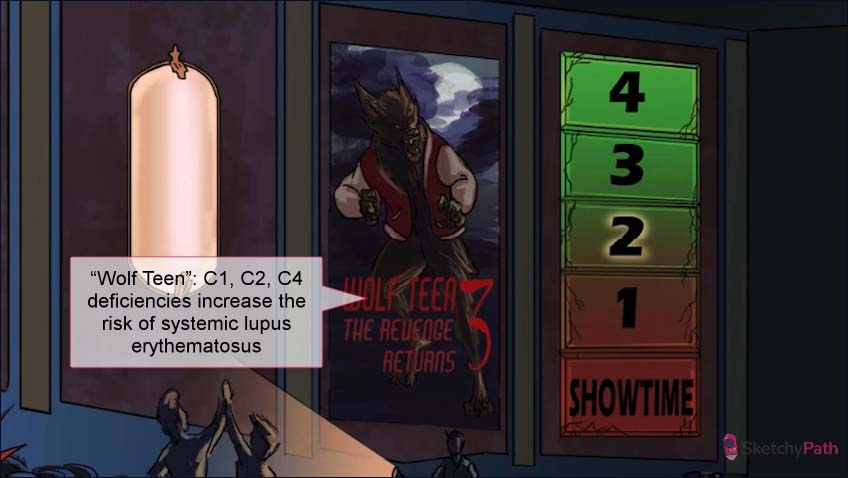 “Wolf Teen”: C1, C2, C4
deficiencies increase the
risk of systemic lupus
erythematosus
WOLF TEEN 3
THE REVENGE
RETURNS
4
3
2
1
SHOWTIME
SketchyPath